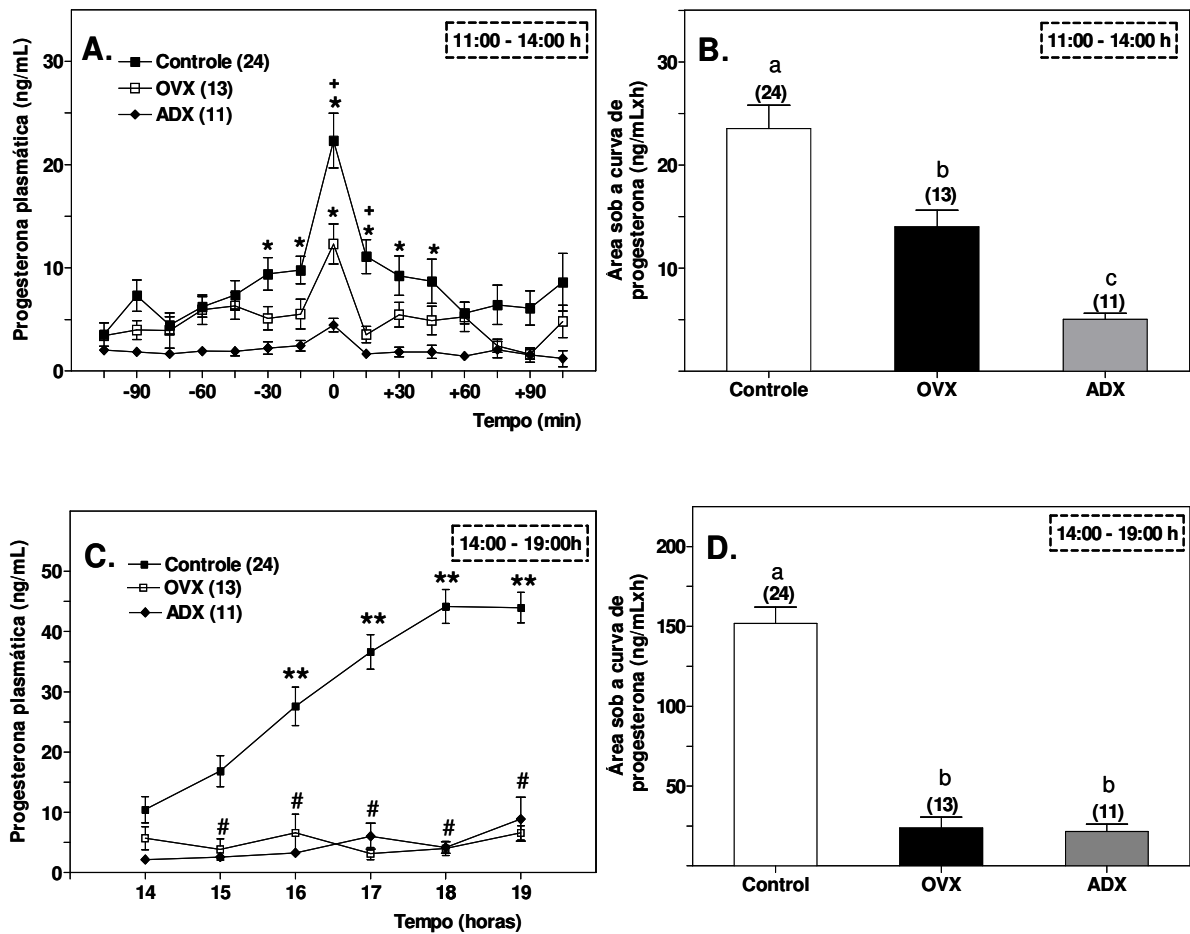 A.
11:00 - 14:00 h
Controle (24)
OVX (13)
ADX (11)
Progesterona plasmática (ng/mL)
30
20
10
0
+
*
*
+
*
* * * *
-90 -60 -30 0 +30 +60 +90
Tempo (min)
B.
11:00 - 14:00 h
Área sob a curva de
progesterona (ng/mLxh)
30
20
10
a
(24)
b
(13)
c
(11)
Controle OVX ADX
C.
14:00 - 19:00h
Controle (24)
OVX (13)
ADX (11)
Progesterona plasmática (ng/mL)
50
40
30
20
10
0
** ** ** **
# # # # #
14 15 16 17 18 19
Tempo (horas)
D.
14:00 - 19:00 h
Área sob a curva de
progesterona (ng/mLxh)
200
150
100
50
a
(24)
b
(13)
b
(11)
Control OVX ADX